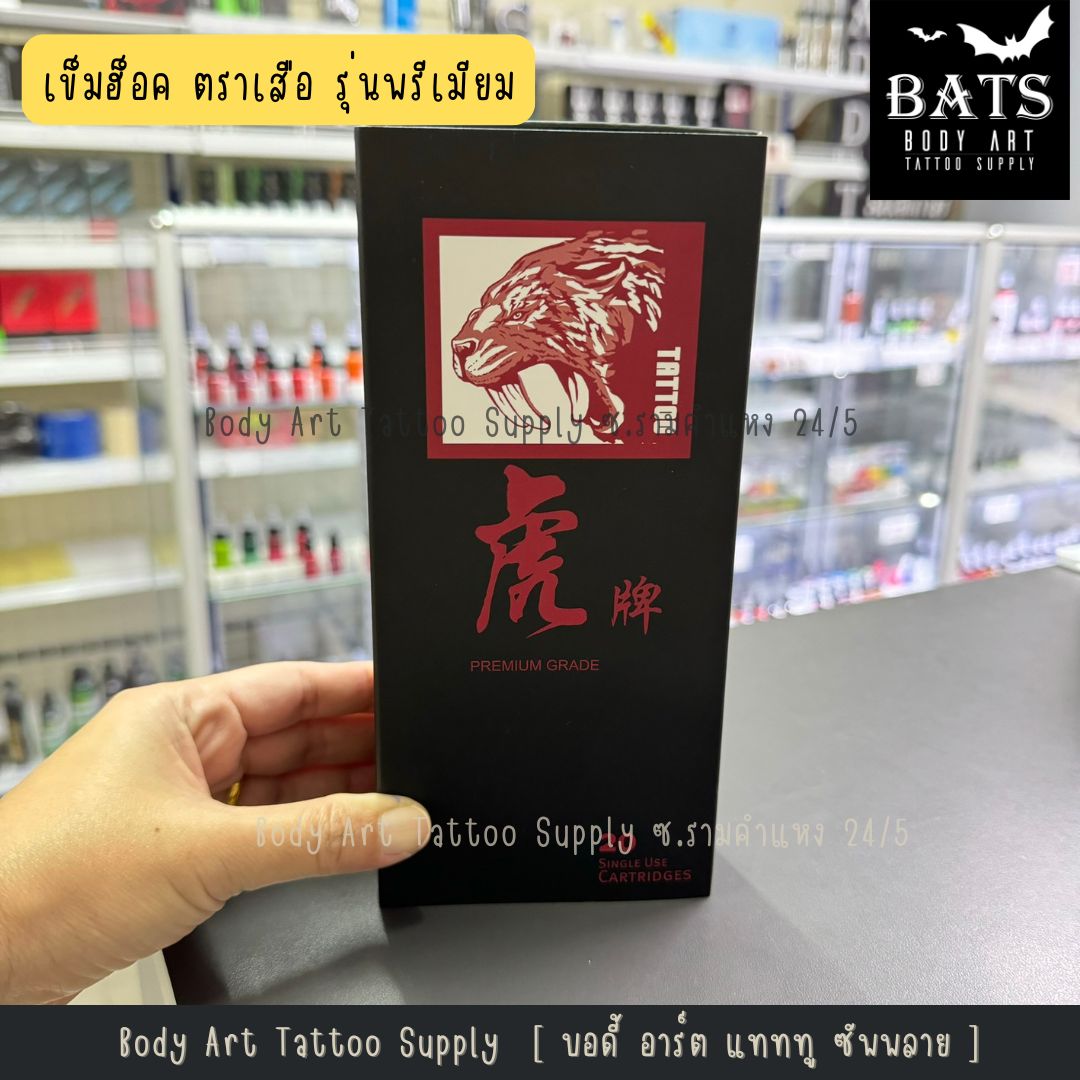 เข็มฮ็อค ตราเสือ รุ่นพรีเมียม
BATS
BODY ART
TATTOO SUPPLY
TATT
Body Art Tattoo Supply ซ.รามคำแหง 24/5
虎牌
PREMIUM GRADE
Body Art Tattoo Supply ซ.รามคำแหง 24/5
20
SINGLE USE
CARTRIDGES
Body Art Tattoo Supply [ บอดี้ อาร์ต แทททู ซัพพลาย ]